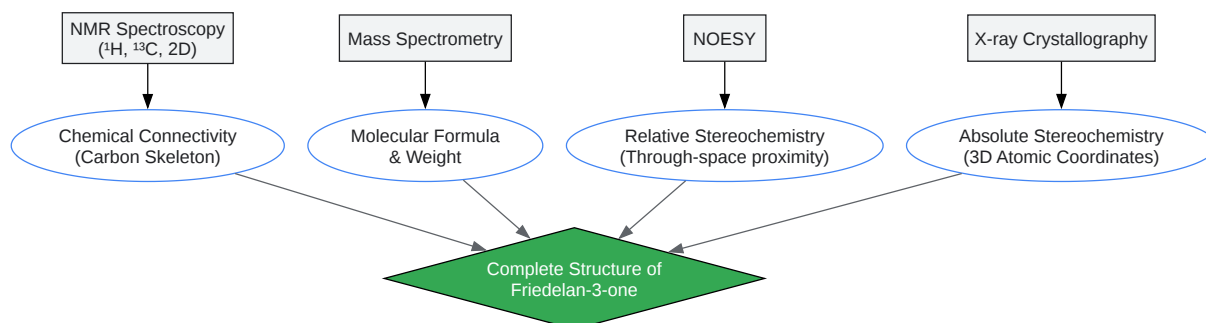 NMR Spectroscopy
(¹H, ¹³C, 2D)
Mass Spectrometry
NOESY
X-ray Crystallography
Chemical Connectivity
(Carbon Skeleton)
Molecular Formula
& Weight
Relative Stereochemistry
(Through-space proximity)
Absolute Stereochemistry
(3D Atomic Coordinates)
Complete Structure of
Friedelan-3-one